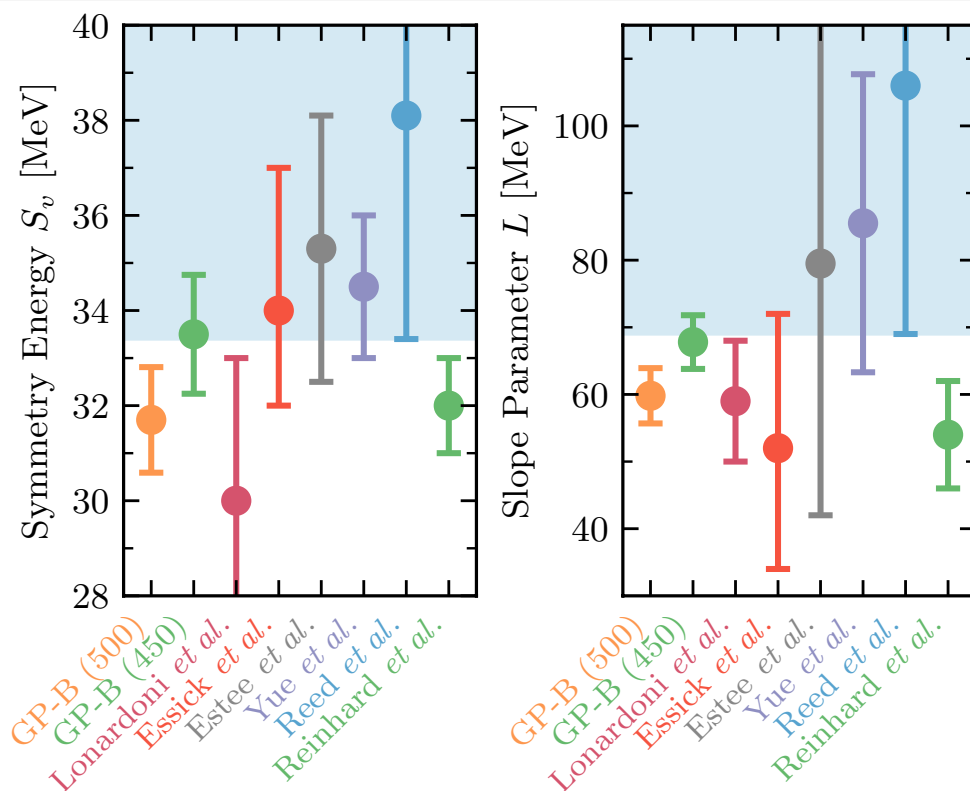 Symmetry Energy S_v [MeV]
40
38
36
34
32
30
28
GP-B (500)
GP-B (450)
Lonardoni et al.
Essick et al.
Estee et al.
Yue et al.
Reed et al.
Reinhard et al.
Slope Parameter L [MeV]
100
80
60
40
GP-B (500)
GP-B (450)
Lonardoni et al.
Essick et al.
Estee et al.
Yue et al.
Reed et al.
Reinhard et al.